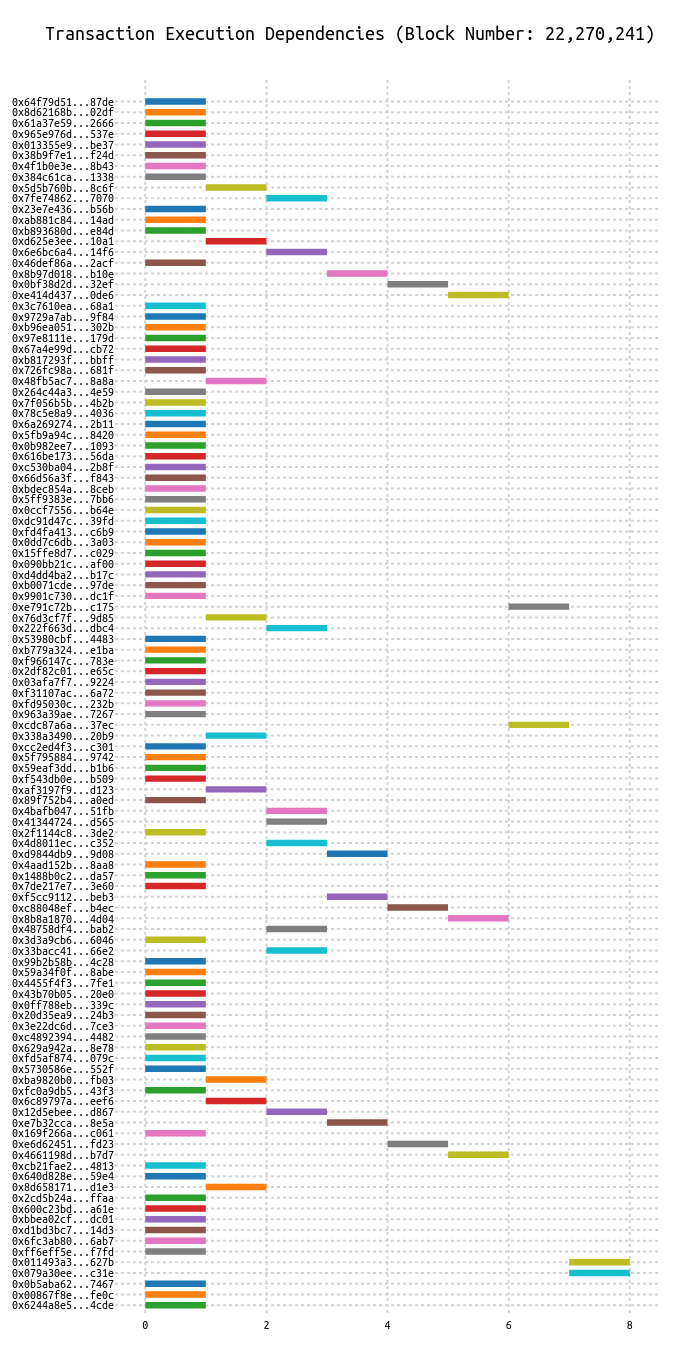 Transaction Execution Dependencies (Block Number: 22,270,241)
0x64f79d51...87de
0x8d62168b...02df
0x61a37e59...2666
0x965e976d...537e
0x013355e9...be37
0x38b9f7e1...f24d
0x4f1b0e3e...8b43
0x384c61ca...1338
0x5d5b760b...8c6f
0x7fe74862...7070
0x23e7e436...b56b
0xab881c84...14ad
0xb893680d...e84d
0xd625e3ee...10a1
0x6e6bc6a4...14f6
0x46def86a...2acf
0x8b97d018...b10e
0x0bf38d2d...32ef
0xe414d437...0de6
0x3c7610ea...68a1
0x9729a7ab...9f84
0xb96ea051...302b
0x97e8111e...179d
0x67a4e99d...cb72
0xb817293f...bbff
0x726fc98a...681f
0x48fb5ac7...8a8a
0x264c44a3...4e59
0x7f056b5b...4b2b
0x78c5e8a9...4036
0x6a269274...2b11
0x5fb9a94c...8420
0x0b982ee7...1093
0x616be173...56da
0xc530ba04...2b8f
0x66d56a3f...f843
0xbdec854a...8ceb
0x5ff9383e...7bb6
0x0ccf7556...b64e
0xdc91d47c...39fd
0xfd4fa413...c6b9
0x0dd7c6db...3a03
0x15ffe8d7...c029
0x090bb21c...af00
0xd4dd4ba2...b17c
0xb0071cde...97de
0x9901c730...dc1f
0xe791c72b...c175
0x76d3cf7f...9d85
0x222f663d...dbc4
0x53980cbf...4483
0xb779a324...e1ba
0xf966147c...783e
0x2df82c01...e65c
0x03afa7f7...9224
0xf31107ac...6a72
0xfd95030c...232b
0x963a39ae...7267
0xcdc87a6a...37ec
0x338a3490...20b9
0xcc2ed4f3...c301
0x5f795884...9742
0x59eaf3dd...b1b6
0xf543db0e...b509
0xaf3197f9...d123
0x89f752b4...a0ed
0x4bafb047...51fb
0x41344724...d565
0x2f1144c8...3de2
0x4d8011ec...c352
0xd9844db9...9d08
0x4aad152b...8aa8
0x1488b0c2...da57
0x7de217e7...3e60
0xf5cc9112...beb3
0xc88048ef...b4ec
0x8b8a1870...4d04
0x48758df4...bab2
0x3d3a9cb6...6046
0x33bacc41...66e2
0x99b2b58b...4c28
0x59a34f0f...8abe
0x4455f4f3...7fe1
0x43b70b05...20e0
0x0ff788eb...339c
0x20d35ea9...24b3
0x3e22dc6d...7ce3
0xc4892394...4482
0x629a942a...8e78
0xfd5af874...079c
0x5730586e...552f
0xba9820b0...fb03
0xfc0a9db5...43f3
0x6c89797a...eef6
0x12d5ebee...d867
0xe7b32cca...8e5a
0x169f266a...c061
0xe6d62451...fd23
0x4661198d...b7d7
0xcb21fae2...4813
0x640d828e...59e4
0x8d658171...d1e3
0x2cd5b24a...ffaa
0x600c23bd...a61e
0xbbea02cf...dc01
0xd1bd3bc7...14d3
0x6fc3ab80...6ab7
0xff6eff5e...f7fd
0x011493a3...627b
0x079a30ee...c31e
0x0b5aba62...7467
0x00867f8e...fe0c
0x6244a8e5...4cde
0 2 4 6 8